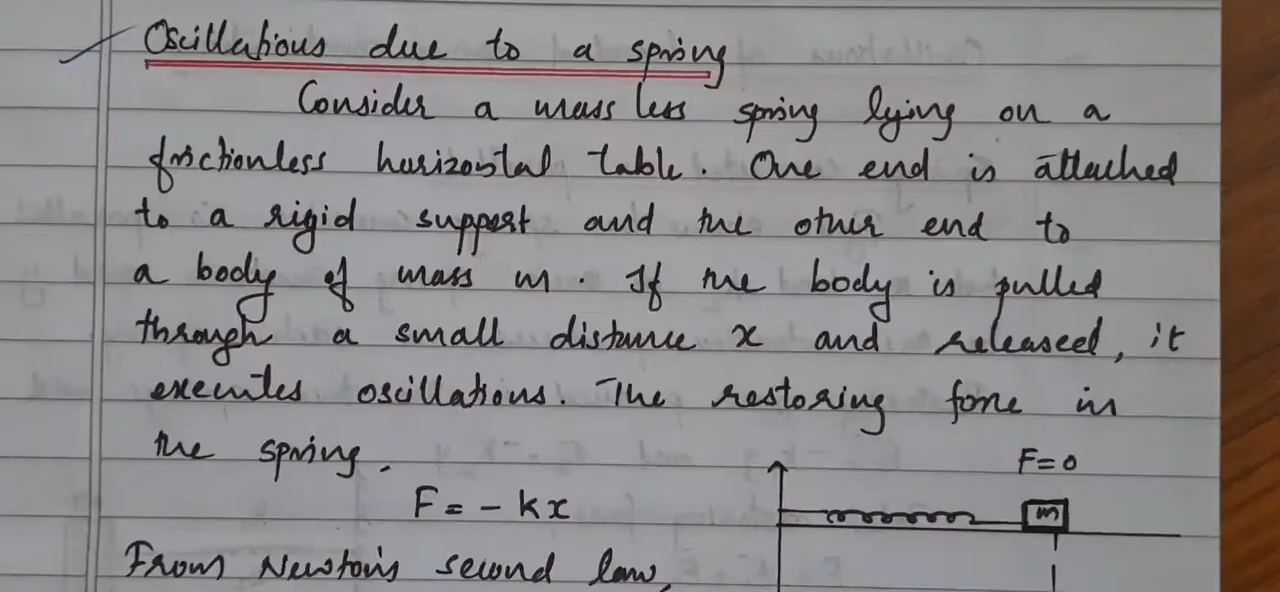 Oscillations due to a spring
Consider a mass less spring lying on a
frictionless horizontal table. One end is attached
to a rigid support and the other end to
a body of mass m. If the body is pulled
through a small distance x and released, it
executes oscillations. The restoring force in
the spring.
F=0
F = - kx
m
From Newton's second law,